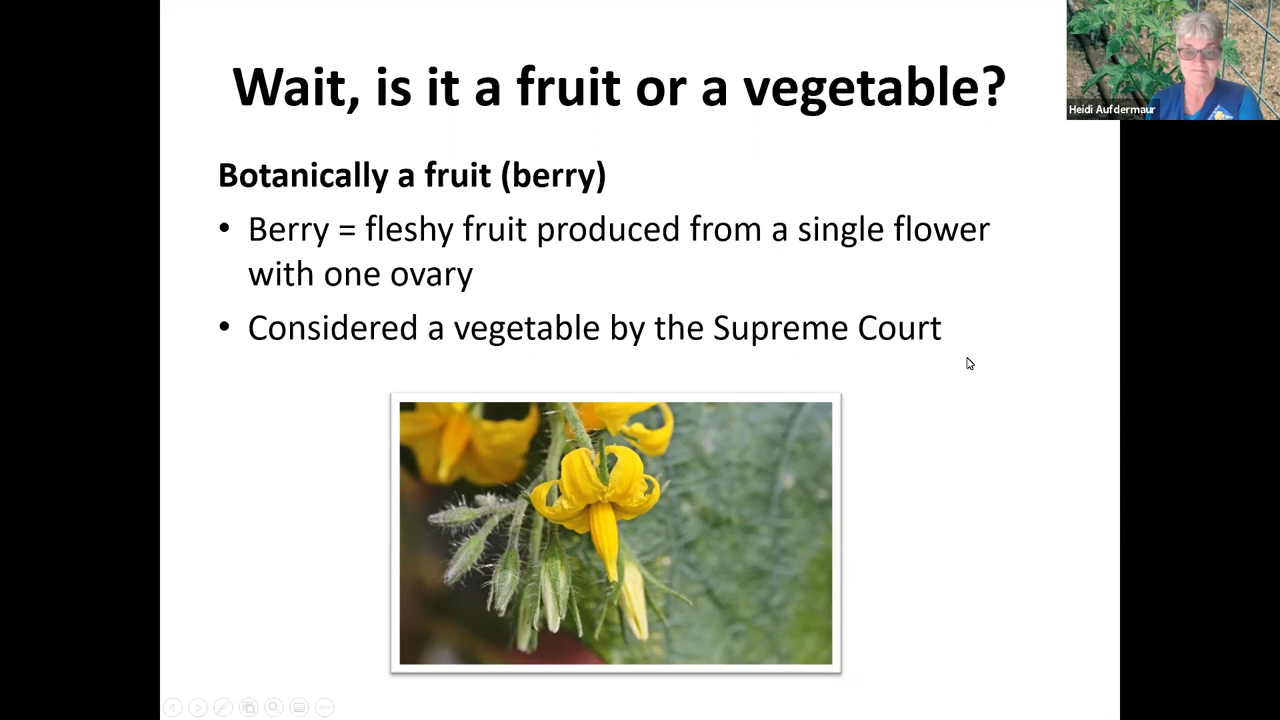 Wait, is it a fruit or a vegetable?
Heidi Aufdermaur
Botanically a fruit (berry)
• Berry = fleshy fruit produced from a single flower
with one ovary
• Considered a vegetable by the Supreme Court